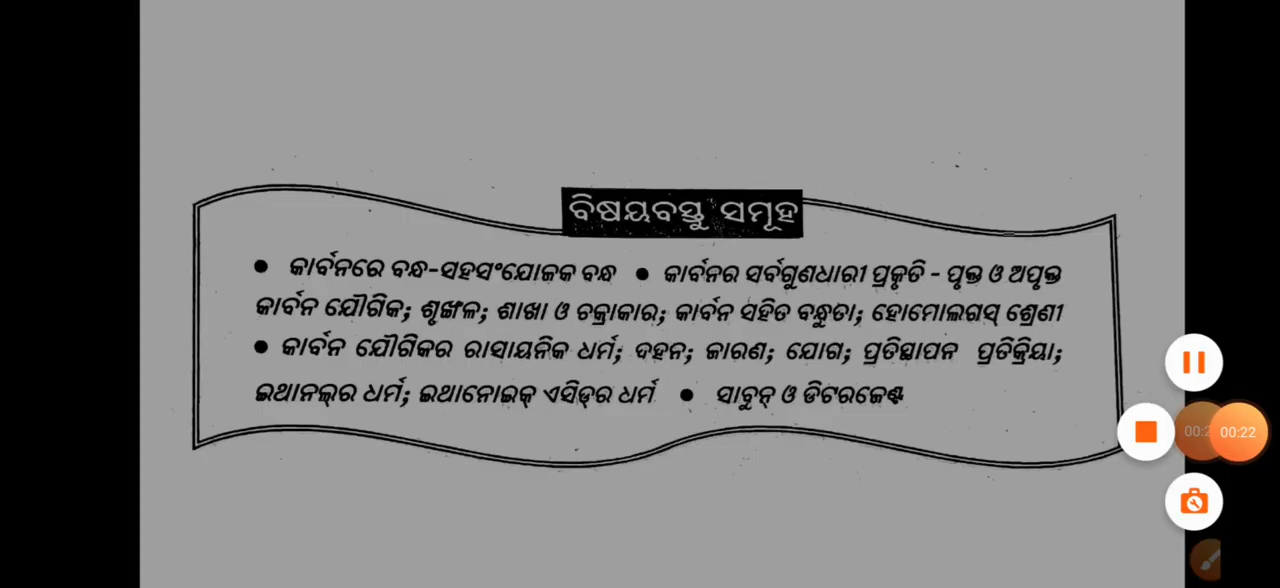 ବିଷୟବସ୍ତୁ ସମୂହ
● କାର୍ବନରେ ବନ୍ଧ-ସହସଂଯୋଜକ ବନ୍ଧ ● କାର୍ବନର ସର୍ବଗୁଣଧାରୀ ପ୍ରକୃତି - ପୃକ୍ତ ଓ ଅପୃକ୍ତ
କାର୍ବନ ଯୌଗିକ; ଶୃଙ୍ଖଳ; ଶାଖା ଓ ଚକ୍ରାକାର; କାର୍ବନ ସହିତ ବନ୍ଧୁତା; ହୋମୋଲଗସ୍ ଶ୍ରେଣୀ
● କାର୍ବନ ଯୌଗିକର ରାସାୟନିକ ଧର୍ମ; ଦହନ; ଜାରଣ; ଯୋଗ; ପ୍ରତିସ୍ଥାପନ ପ୍ରତିକ୍ରିୟା;
ଇଥାନଲ୍‌ର ଧର୍ମ; ଇଥାନୋଇକ୍ ଏସିଡ୍‌ର ଧର୍ମ ● ସାବୁନ୍ ଓ ଡିଟରଜେଣ୍ଟ
00:22